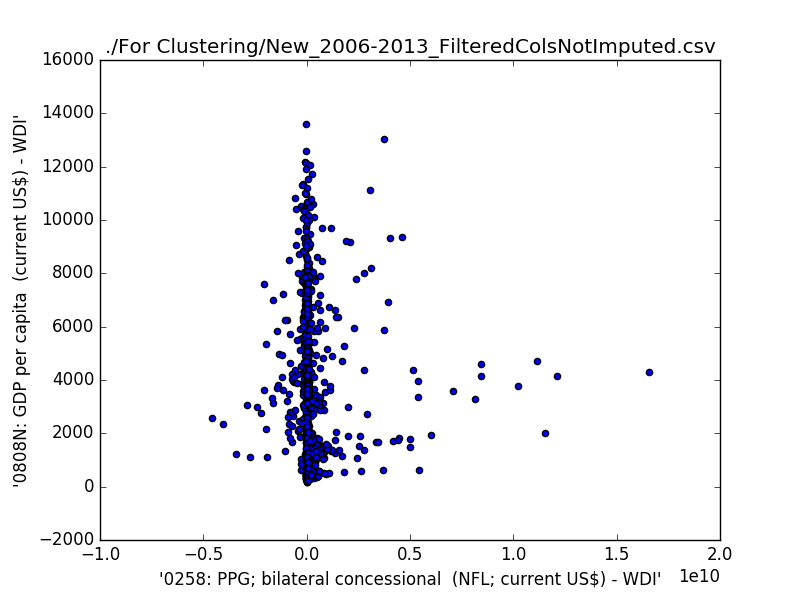 ./For Clustering/New_2006-2013_FilteredColsNotImputed.csv
16000
14000
12000
10000
8000
6000
4000
2000
0
−2000
'0808N: GDP per capita  (current US$) - WDI'
−1.0 −0.5 0.0 0.5 1.0 1.5 2.0
1e10
'0258: PPG; bilateral concessional  (NFL; current US$) - WDI'